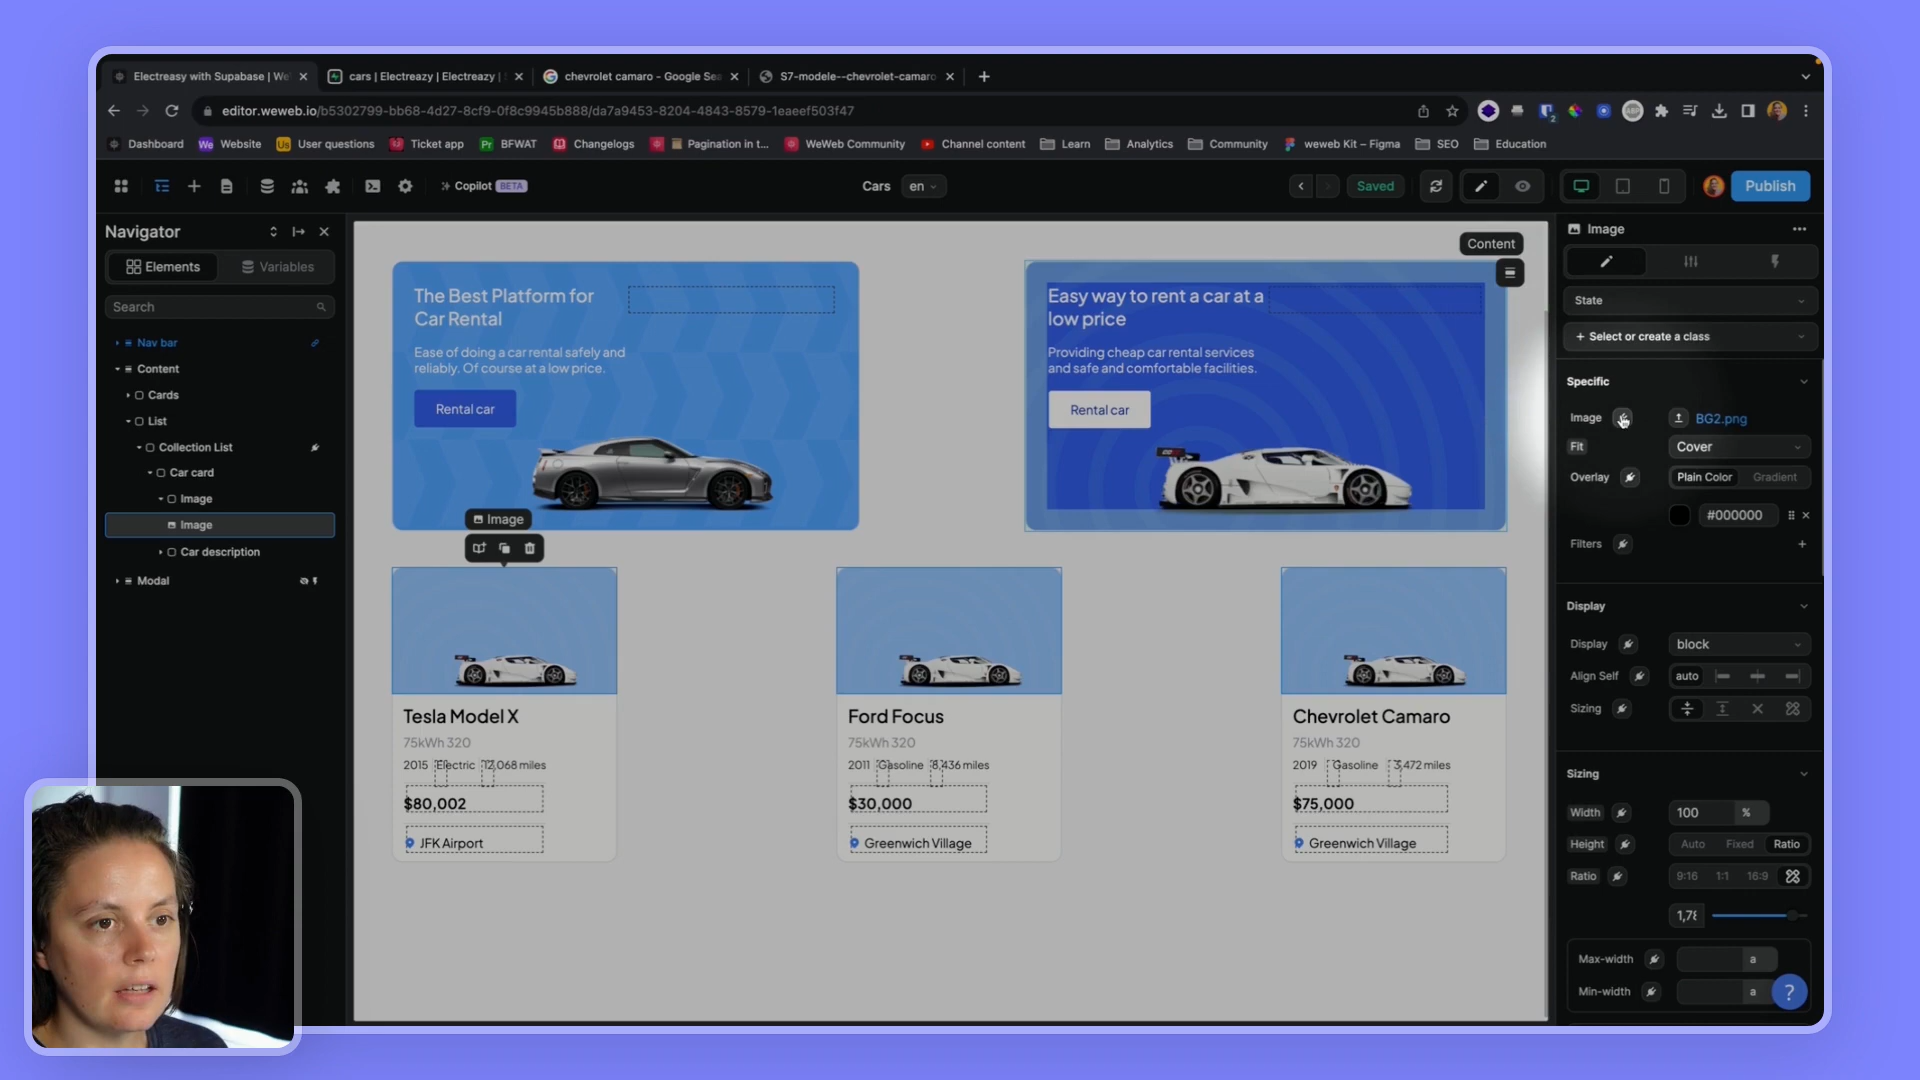 Electreasy with Supabase | We
cars | Electreazy | Electreazy |
chevrolet camaro - Google Sea
S7-modele--chevrolet-camaro
editor.weweb.io/b5302799-bb68-4d27-8cf9-0f8c9945b888/da7a9453-8204-4843-8579-1eaeef503f47
Dashboard
Website
User questions
Ticket app
BFWAT
Changelogs
Pagination in t...
WeWeb Community
Channel content
Learn
Analytics
Community
weweb Kit – Figma
SEO
Education
Copilot BETA
Cars
en
Saved
Publish
Navigator
Elements
Variables
Search
Nav bar
Content
Cards
List
Collection List
Car card
Image
Image
Car description
Modal
Content
The Best Platform for
Car Rental
Ease of doing a car rental safely and
reliably. Of course at a low price.
Rental car
Easy way to rent a car at a
low price
Providing cheap car rental services
and safe and comfortable facilities.
Rental car
Image
Tesla Model X
75kWh 320
2015 Electric 12,068 miles
$80,002
JFK Airport
Ford Focus
75kWh 320
2011 Gasoline 8,436 miles
$30,000
Greenwich Village
Chevrolet Camaro
75kWh 320
2019 Gasoline 3,472 miles
$75,000
Greenwich Village
Image
State
+ Select or create a class
Specific
Image
BG2.png
Fit
Cover
Overlay
Plain Color
Gradient
#000000
Filters
Display
Display
block
Align Self
auto
Sizing
Sizing
Width
100
%
Height
Auto
Fixed
Ratio
Ratio
9:16
1:1
16:9
1,78
Max-width
a
Min-width
a
?